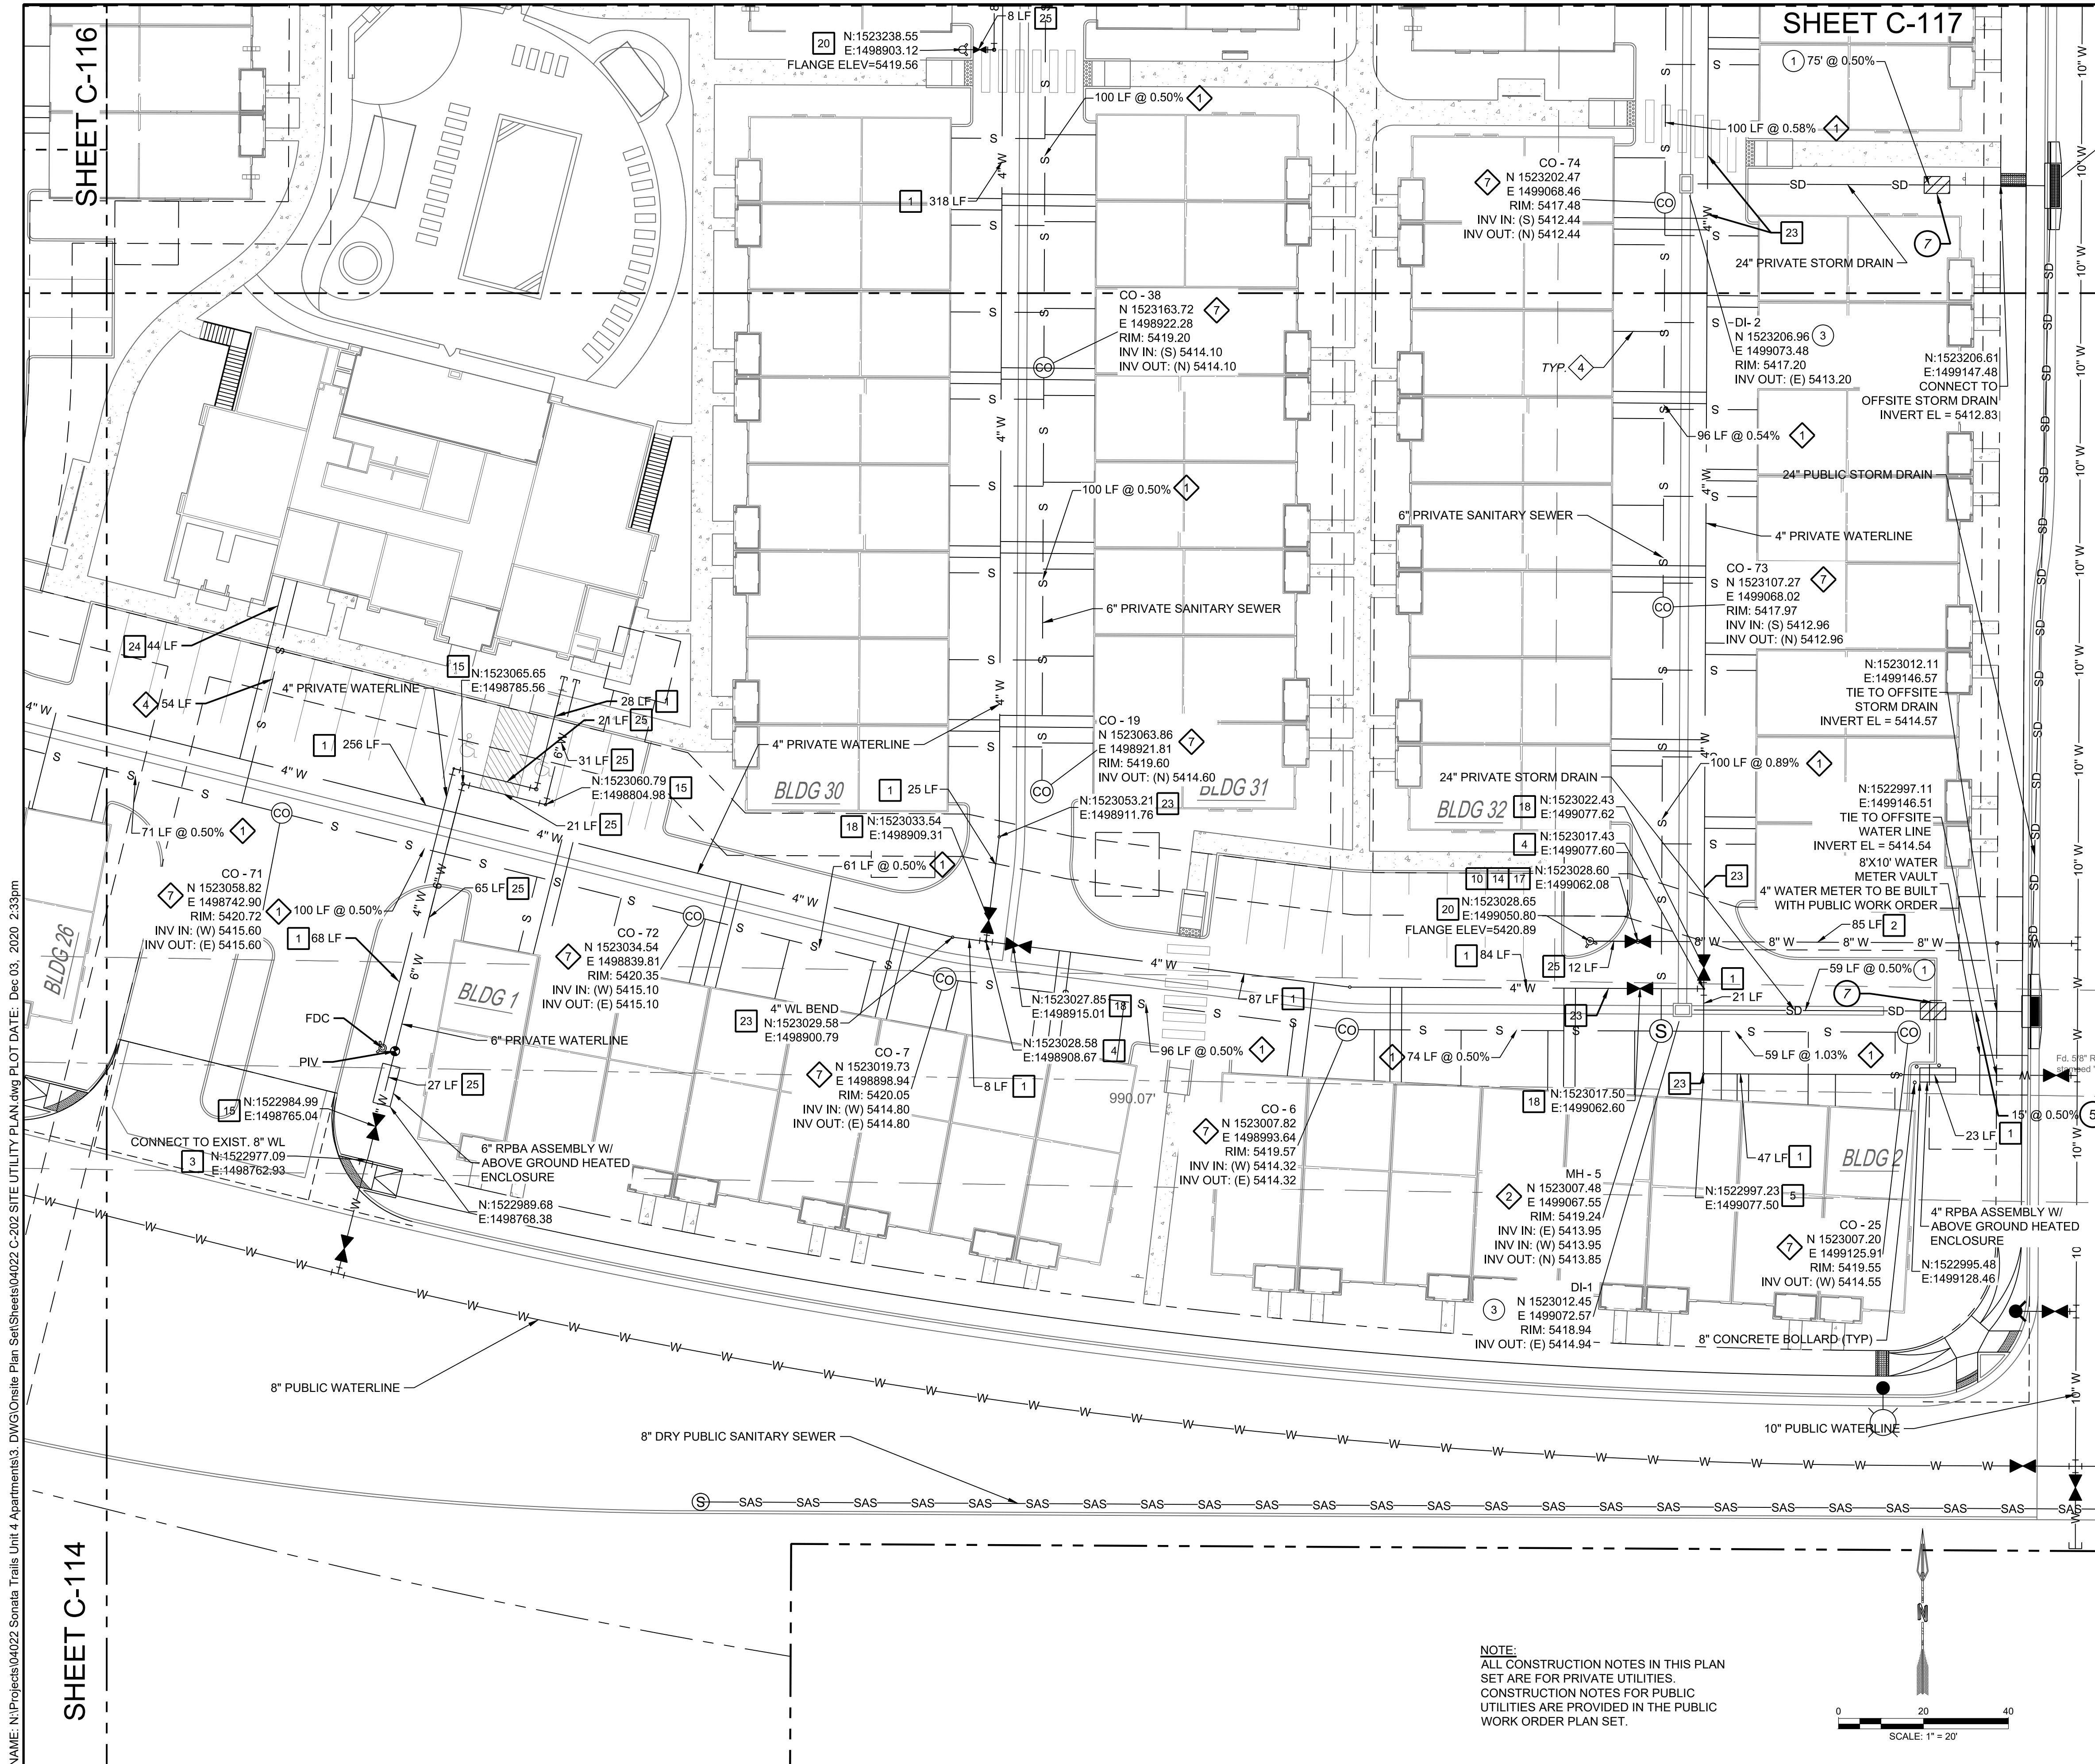 SHEET C-116
SHEET C-117
SHEET C-114
NAME: N:\Projects\04022 Sonata Trails Unit 4 Apartments\3. DWG\Onsite Plan Set\Sheets\04022 C-202 SITE UTILITY PLAN.dwg PLOT DATE: Dec 03, 2020 2:33pm
8 LF 25
20 N:1523238.55
E:1498903.12
FLANGE ELEV=5419.56
100 LF @ 0.50% 1
1 318 LF
4" W
1 75' @ 0.50%
100 LF @ 0.58% 1
CO - 74
7 N 1523202.47
E 1499068.46
RIM: 5417.48
INV IN: (S) 5412.44
INV OUT: (N) 5412.44
23
7
24" PRIVATE STORM DRAIN
CO - 38
N 1523163.72 7
E 1498922.28
RIM: 5419.20
INV IN: (S) 5414.10
INV OUT: (N) 5414.10
DI- 2
N 1523206.96 3
E 1499073.48
RIM: 5417.20
INV OUT: (E) 5413.20
N:1523206.61
E:1499147.48
CONNECT TO
OFFSITE STORM DRAIN
INVERT EL = 5412.83
TYP. 4
96 LF @ 0.54% 1
24" PUBLIC STORM DRAIN
100 LF @ 0.50% 1
6" PRIVATE SANITARY SEWER
4" PRIVATE WATERLINE
CO - 73
N 1523107.27 7
E 1499068.02
RIM: 5417.97
INV IN: (S) 5412.96
INV OUT: (N) 5412.96
6" PRIVATE SANITARY SEWER
24 44 LF
4 54 LF
4" PRIVATE WATERLINE
15 N:1523065.65
E:1498785.56
28 LF 1
21 LF 25
31 LF 25
1 256 LF
N:1523060.79 15
E:1498804.98
21 LF 25
4" PRIVATE WATERLINE
CO - 19
N 1523063.86 7
E 1498921.81
RIM: 5419.60
INV OUT: (N) 5414.60
N:1523012.11
E:1499146.57
TIE TO OFFSITE
STORM DRAIN
INVERT EL = 5414.57
100 LF @ 0.89% 1
24" PRIVATE STORM DRAIN
BLDG 30
BLDG 31
BLDG 32
1 25 LF
N:1523053.21 23
E:1498911.76
18 N:1523033.54
E:1498909.31
61 LF @ 0.50% 1
18 N:1523022.43
E:1499077.62
4 N:1523017.43
E:1499077.60
10 14 17 N:1523028.60
E:1499062.08
20 N:1523028.65
E:1499050.80
FLANGE ELEV=5420.89
1 84 LF
25 12 LF
N:1522997.11
E:1499146.51
TIE TO OFFSITE
WATER LINE
INVERT EL = 5414.54
8'X10' WATER
METER VAULT
4" WATER METER TO BE BUILT
WITH PUBLIC WORK ORDER
23
85 LF 2
59 LF @ 0.50% 1
7
1
21 LF
71 LF @ 0.50% 1
CO - 71
7 N 1523058.82
E 1498742.90
RIM: 5420.72
INV IN: (W) 5415.60
INV OUT: (E) 5415.60
1 100 LF @ 0.50%
65 LF 25
1 68 LF
BLDG 26
BLDG 1
CO - 72
7 N 1523034.54
E 1498839.81
RIM: 5420.35
INV IN: (W) 5415.10
INV OUT: (E) 5415.10
FDC
PIV
6" PRIVATE WATERLINE
27 LF 25
4" WL BEND
23 N:1523029.58
E:1498900.79
CO - 7
7 N 1523019.73
E 1498898.94
RIM: 5420.05
INV IN: (W) 5414.80
INV OUT: (E) 5414.80
N:1523027.85 18
E:1498915.01
N:1523028.58 4
E:1498908.67
8 LF 1
87 LF 1
96 LF @ 0.50% 1
1 74 LF @ 0.50%
59 LF @ 1.03% 1
23
23
15 N:1522984.99
E:1498765.04
CONNECT TO EXIST. 8" WL
3 N:1522977.09
E:1498762.93
6" RPBA ASSEMBLY W/
ABOVE GROUND HEATED
ENCLOSURE
N:1522989.68
E:1498768.38
990.07'
CO - 6
7 N 1523007.82
E 1498993.64
RIM: 5419.57
INV IN: (W) 5414.32
INV OUT: (E) 5414.32
18 N:1523017.50
E:1499062.60
MH - 5
2 N 1523007.48
E 1499067.55
RIM: 5419.24
INV IN: (E) 5413.95
INV IN: (W) 5413.95
INV OUT: (N) 5413.85
DI-1
3 N 1523012.45
E 1499072.57
RIM: 5418.94
INV OUT: (E) 5414.94
47 LF 1
BLDG 2
N:1522997.23 5
E:1499077.50
CO - 25
7 N 1523007.20
E 1499125.91
RIM: 5419.55
INV OUT: (W) 5414.55
15' @ 0.50% 5
23 LF 1
4" RPBA ASSEMBLY W/
ABOVE GROUND HEATED
ENCLOSURE
N:1522995.48
E:1499128.46
8" CONCRETE BOLLARD (TYP)
8" PUBLIC WATERLINE
10" PUBLIC WATERLINE
8" DRY PUBLIC SANITARY SEWER
NOTE:
ALL CONSTRUCTION NOTES IN THIS PLAN
SET ARE FOR PRIVATE UTILITIES.
CONSTRUCTION NOTES FOR PUBLIC
UTILITIES ARE PROVIDED IN THE PUBLIC
WORK ORDER PLAN SET.
N
0 20 40
SCALE: 1" = 20'